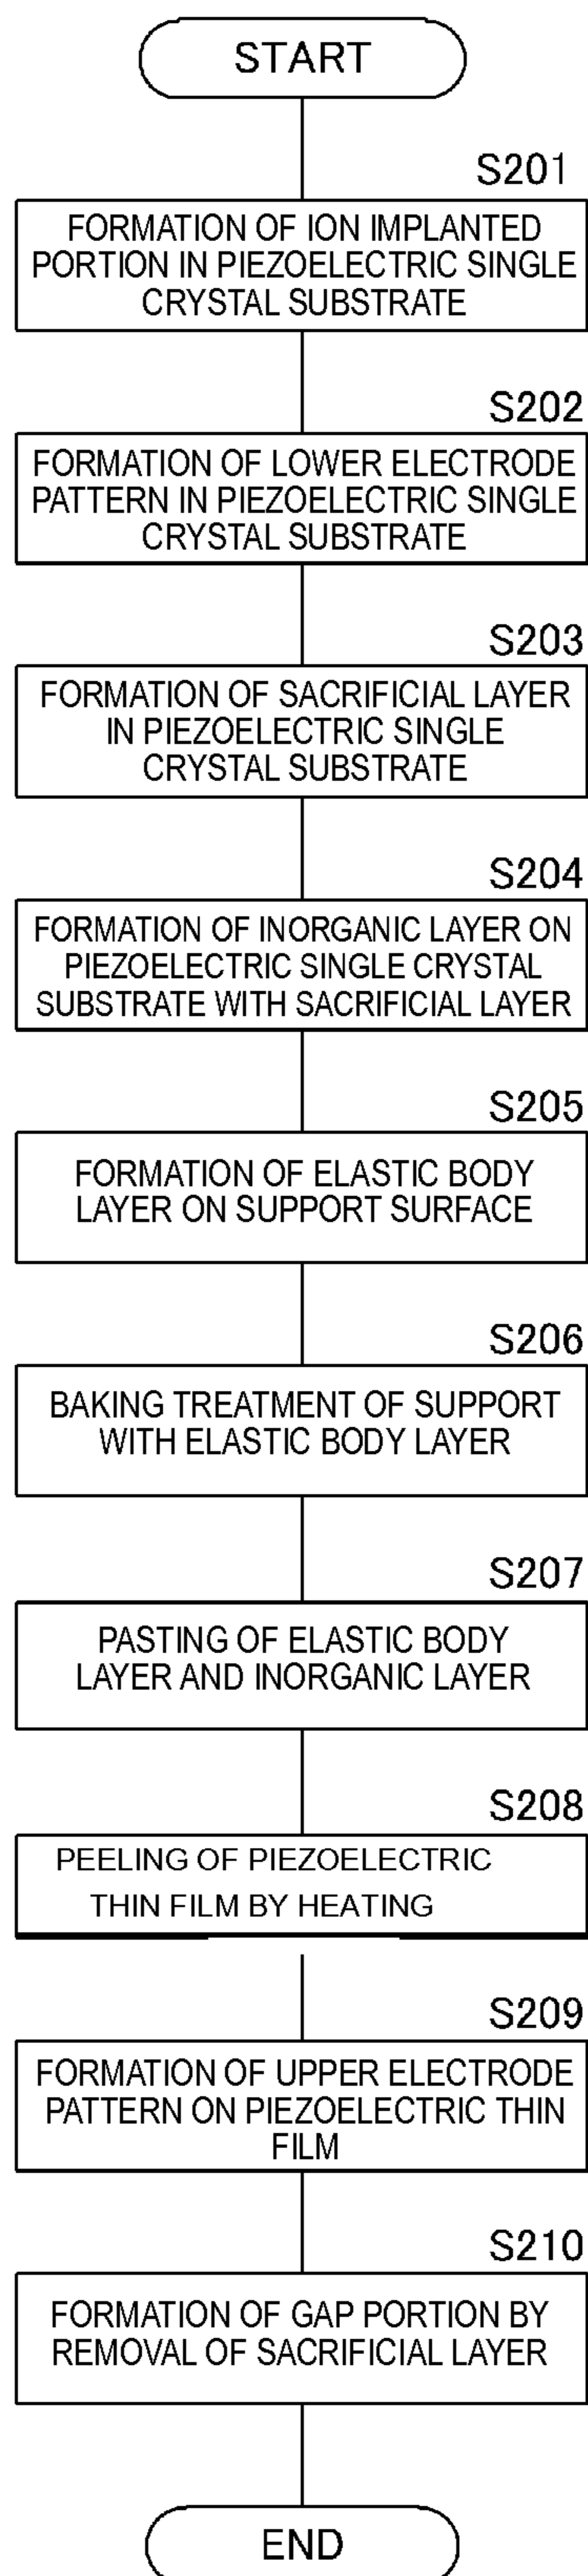 START
S201
FORMATION OF ION IMPLANTED
PORTION IN PIEZOELECTRIC SINGLE
CRYSTAL SUBSTRATE
S202
FORMATION OF LOWER ELECTRODE
PATTERN IN PIEZOELECTRIC SINGLE
CRYSTAL SUBSTRATE
S203
FORMATION OF SACRIFICIAL LAYER
IN PIEZOELECTRIC SINGLE
CRYSTAL SUBSTRATE
S204
FORMATION OF INORGANIC LAYER ON
PIEZOELECTRIC SINGLE CRYSTAL
SUBSTRATE WITH SACRIFICIAL LAYER
S205
FORMATION OF ELASTIC BODY
LAYER ON SUPPORT SURFACE
S206
BAKING TREATMENT OF SUPPORT
WITH ELASTIC BODY LAYER
S207
PASTING OF ELASTIC BODY
LAYER AND INORGANIC LAYER
S208
PEELING OF PIEZOELECTRIC
THIN FILM BY HEATING
S209
FORMATION OF UPPER ELECTRODE
PATTERN ON PIEZOELECTRIC THIN
FILM
S210
FORMATION OF GAP PORTION BY
REMOVAL OF SACRIFICIAL LAYER
END